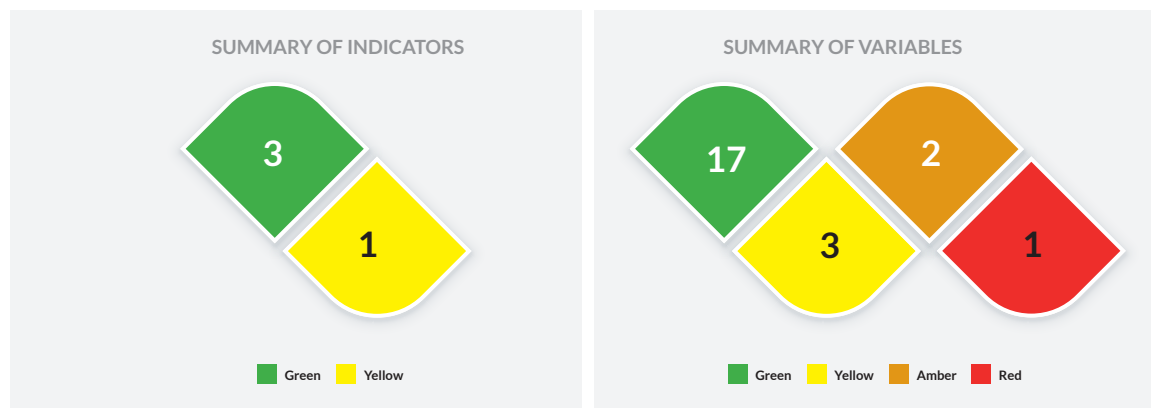 SUMMARY OF INDICATORS
3
1
Green Yellow
SUMMARY OF VARIABLES
17
2
3
1
Green Yellow Amber Red